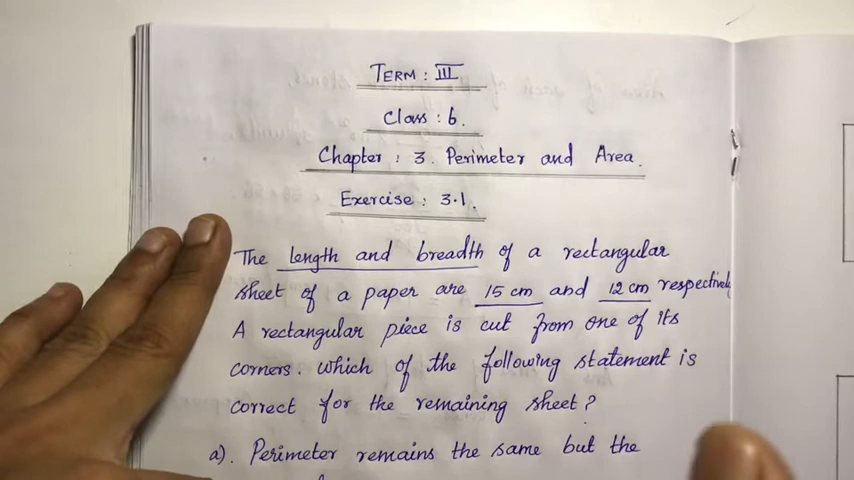 TERM : III
Class : 6.
Chapter : 3. Perimeter and Area.
Exercise : 3.1.
The length and breadth of a rectangular
sheet of a paper are 15 cm and 12 cm respectively
A rectangular piece is cut from one of its
corners. which of the following statement is
correct for the remaining sheet?
a). Perimeter remains the same but the